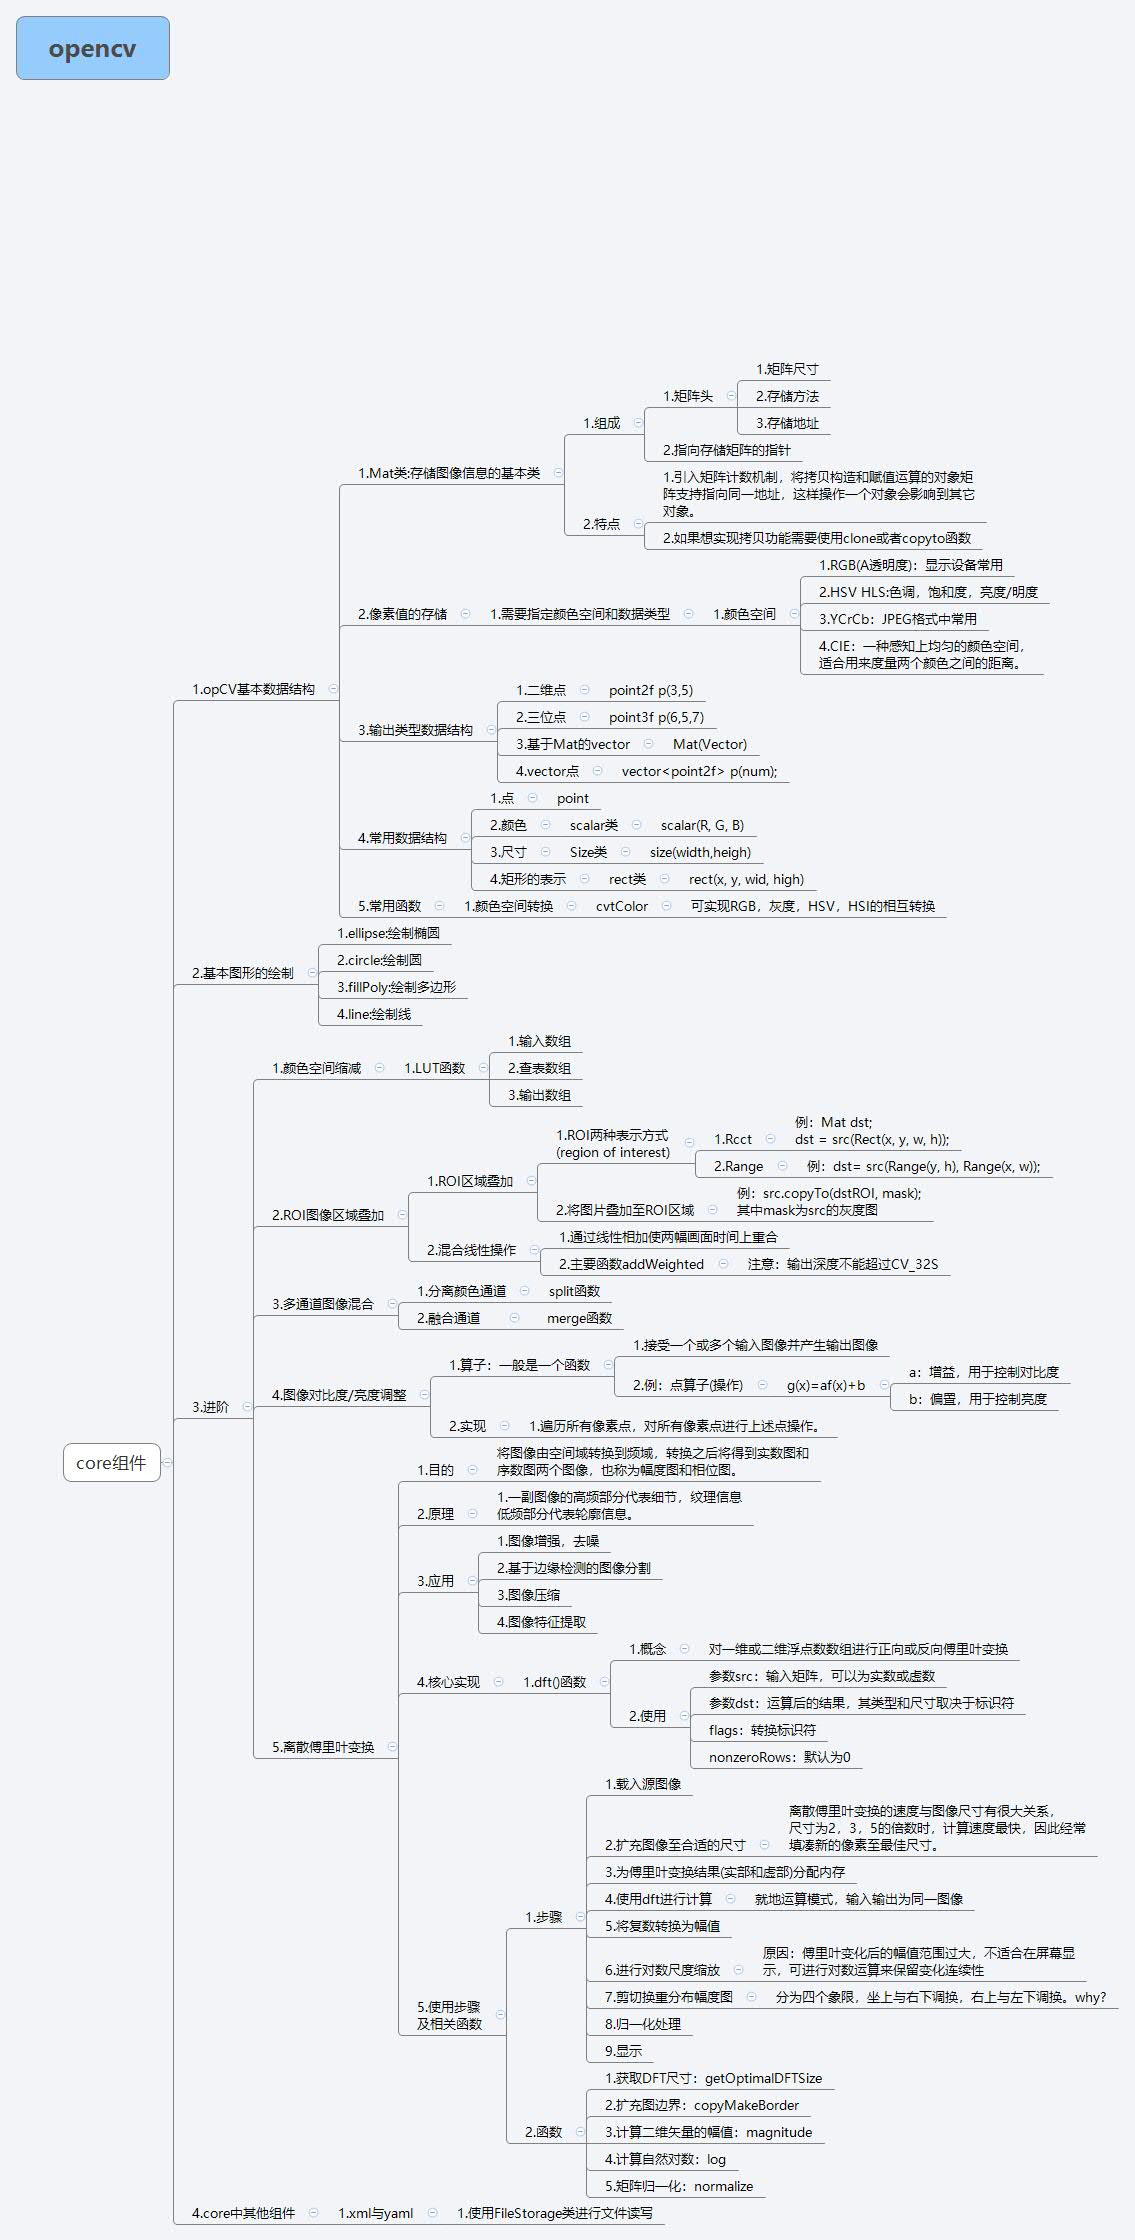 opencv
core组件
1.opCV基本数据结构
1.Mat类:存储图像信息的基本类
1.组成
1.矩阵头
1.矩阵尺寸
2.存储方法
3.存储地址
2.指向存储矩阵的指针
2.特点
1.引入矩阵计数机制，将拷贝构造和赋值运算的对象矩
阵支持指向同一地址，这样操作一个对象会影响到其它
对象。
2.如果想实现拷贝功能需要使用clone或者copyto函数
2.像素值的存储
1.需要指定颜色空间和数据类型
1.颜色空间
1.RGB(A透明度)：显示设备常用
2.HSV HLS:色调，饱和度，亮度/明度
3.YCrCb：JPEG格式中常用
4.CIE：一种感知上均匀的颜色空间，
适合用来度量两个颜色之间的距离。
3.输出类型数据结构
1.二维点
point2f p(3,5)
2.三位点
point3f p(6,5,7)
3.基于Mat的vector
Mat(Vector)
4.vector点
vector<point2f> p(num);
4.常用数据结构
1.点
point
2.颜色
scalar类
scalar(R, G, B)
3.尺寸
Size类
size(width,heigh)
4.矩形的表示
rect类
rect(x, y, wid, high)
5.常用函数
1.颜色空间转换
cvtColor
可实现RGB，灰度，HSV，HSI的相互转换
2.基本图形的绘制
1.ellipse:绘制椭圆
2.circle:绘制圆
3.fillPoly:绘制多边形
4.line:绘制线
3.进阶
1.颜色空间缩减
1.LUT函数
1.输入数组
2.查表数组
3.输出数组
2.ROI图像区域叠加
1.ROI区域叠加
1.ROI两种表示方式
(region of interest)
1.Rcct
例：Mat dst;
dst = src(Rect(x, y, w, h));
2.Range
例：dst= src(Range(y, h), Range(x, w));
2.将图片叠加至ROI区域
例：src.copyTo(dstROI, mask);
其中mask为src的灰度图
2.混合线性操作
1.通过线性相加使两幅画面时间上重合
2.主要函数addWeighted
注意：输出深度不能超过CV_32S
3.多通道图像混合
1.分离颜色通道
split函数
2.融合通道
merge函数
4.图像对比度/亮度调整
1.算子：一般是一个函数
1.接受一个或多个输入图像并产生输出图像
2.例：点算子(操作)
g(x)=af(x)+b
a：增益，用于控制对比度
b：偏置，用于控制亮度
2.实现
1.遍历所有像素点，对所有像素点进行上述点操作。
5.离散傅里叶变换
1.目的
将图像由空间域转换到频域，转换之后将得到实数图和
序数图两个图像，也称为幅度图和相位图。
2.原理
1.一副图像的高频部分代表细节，纹理信息
低频部分代表轮廓信息。
3.应用
1.图像增强，去噪
2.基于边缘检测的图像分割
3.图像压缩
4.图像特征提取
4.核心实现
1.dft()函数
1.概念
对一维或二维浮点数数组进行正向或反向傅里叶变换
2.使用
参数src：输入矩阵，可以为实数或虚数
参数dst：运算后的结果，其类型和尺寸取决于标识符
flags：转换标识符
nonzeroRows：默认为0
5.使用步骤
及相关函数
1.步骤
1.载入源图像
2.扩充图像至合适的尺寸
离散傅里叶变换的速度与图像尺寸有很大关系，
尺寸为2，3，5的倍数时，计算速度最快，因此经常
填凑新的像素至最佳尺寸。
3.为傅里叶变换结果(实部和虚部)分配内存
4.使用dft进行计算
就地运算模式，输入输出为同一图像
5.将复数转换为幅值
6.进行对数尺度缩放
原因：傅里叶变化后的幅值范围过大，不适合在屏幕显
示，可进行对数运算来保留变化连续性
7.剪切换重分布幅度图
分为四个象限，坐上与右下调换，右上与左下调换。why?
8.归一化处理
9.显示
2.函数
1.获取DFT尺寸：getOptimalDFTSize
2.扩充图边界：copyMakeBorder
3.计算二维矢量的幅值：magnitude
4.计算自然对数：log
5.矩阵归一化：normalize
4.core中其他组件
1.xml与yaml
1.使用FileStorage类进行文件读写